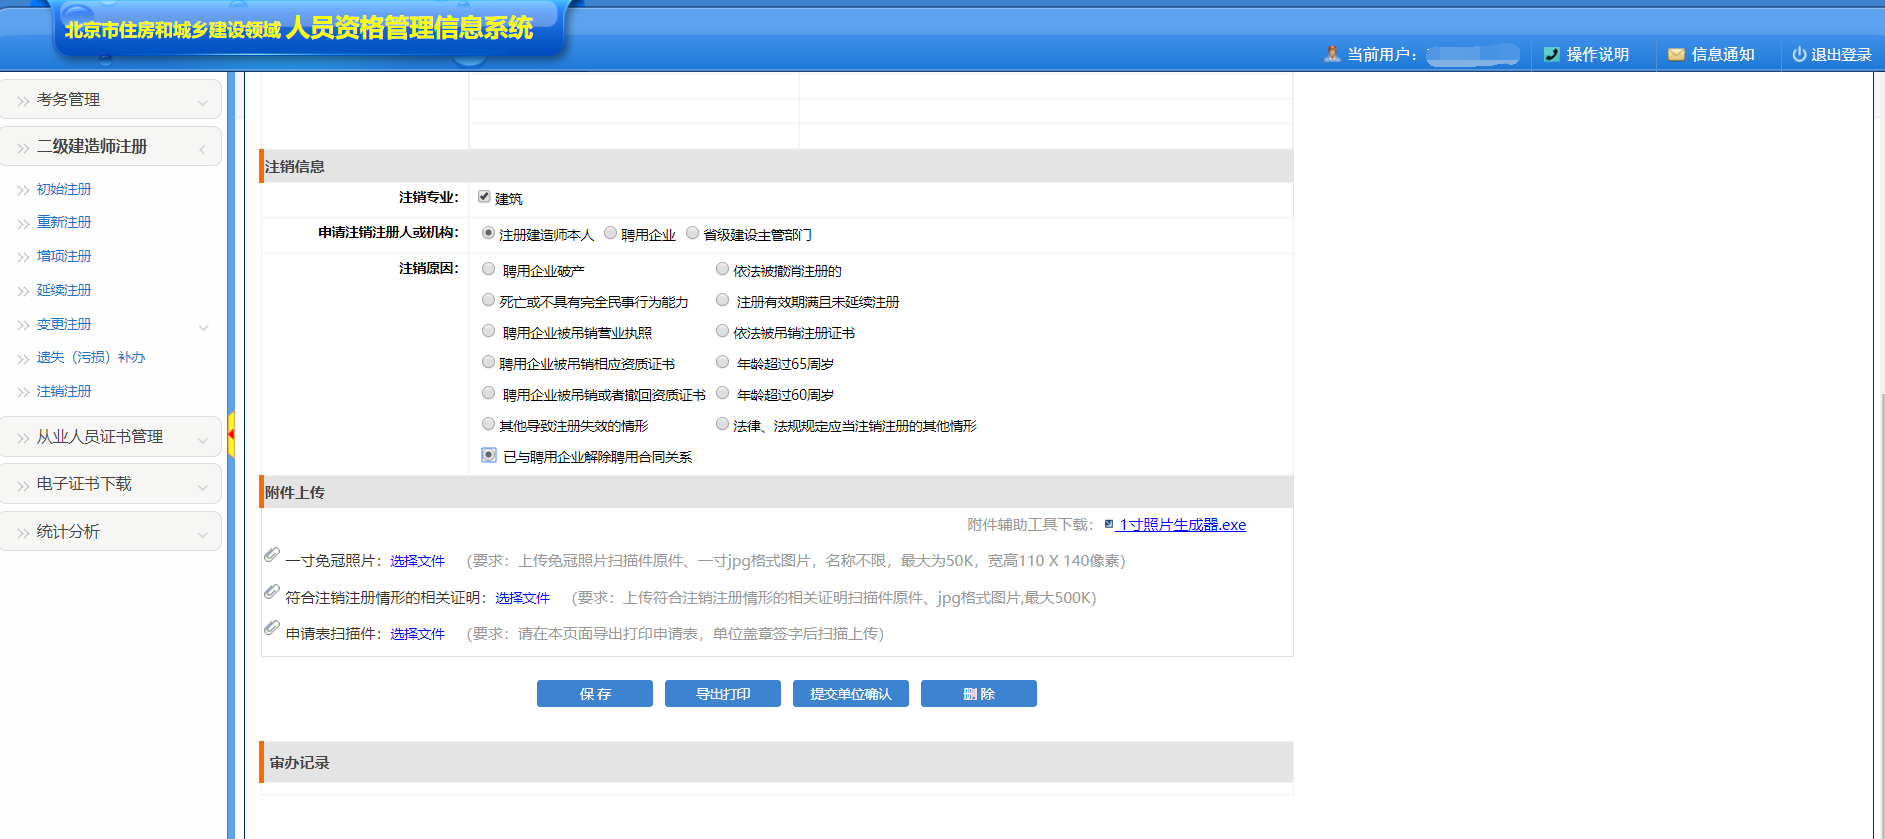 北京市住房和城乡建设领域 人员资格管理信息系统
当前用户： 操作说明 信息通知 退出登录
考务管理
二级建造师注册
初始注册
重新注册
增项注册
延续注册
变更注册
遗失（污损）补办
注销注册
从业人员证书管理
电子证书下载
统计分析
注销信息
注销专业： 建筑
申请注销注册人或机构： 注册建造师本人 聘用企业 省级建设主管部门
注销原因： 聘用企业破产 依法被撤消注册的
死亡或不具有完全民事行为能力 注册有效期满且未延续注册
聘用企业被吊销营业执照 依法被吊销注册证书
聘用企业被吊销相应资质证书 年龄超过65周岁
聘用企业被吊销或者撤回资质证书 年龄超过60周岁
其他导致注册失效的情形 法律、法规规定应当注销注册的其他情形
已与聘用企业解除聘用合同关系
附件上传
附件辅助工具下载： 1寸照片生成器.exe
一寸免冠照片：选择文件 （要求：上传免冠照片扫描件原件、一寸jpg格式图片，名称不限，最大为50K，宽高110 X 140像素）
符合注销注册情形的相关证明：选择文件 （要求：上传符合注销注册情形的相关证明扫描件原件、jpg格式图片,最大500K）
申请表扫描件：选择文件 （要求：请在本页面导出打印申请表，单位盖章签字后扫描上传）
保 存 导出打印 提交单位确认 删 除
审办记录